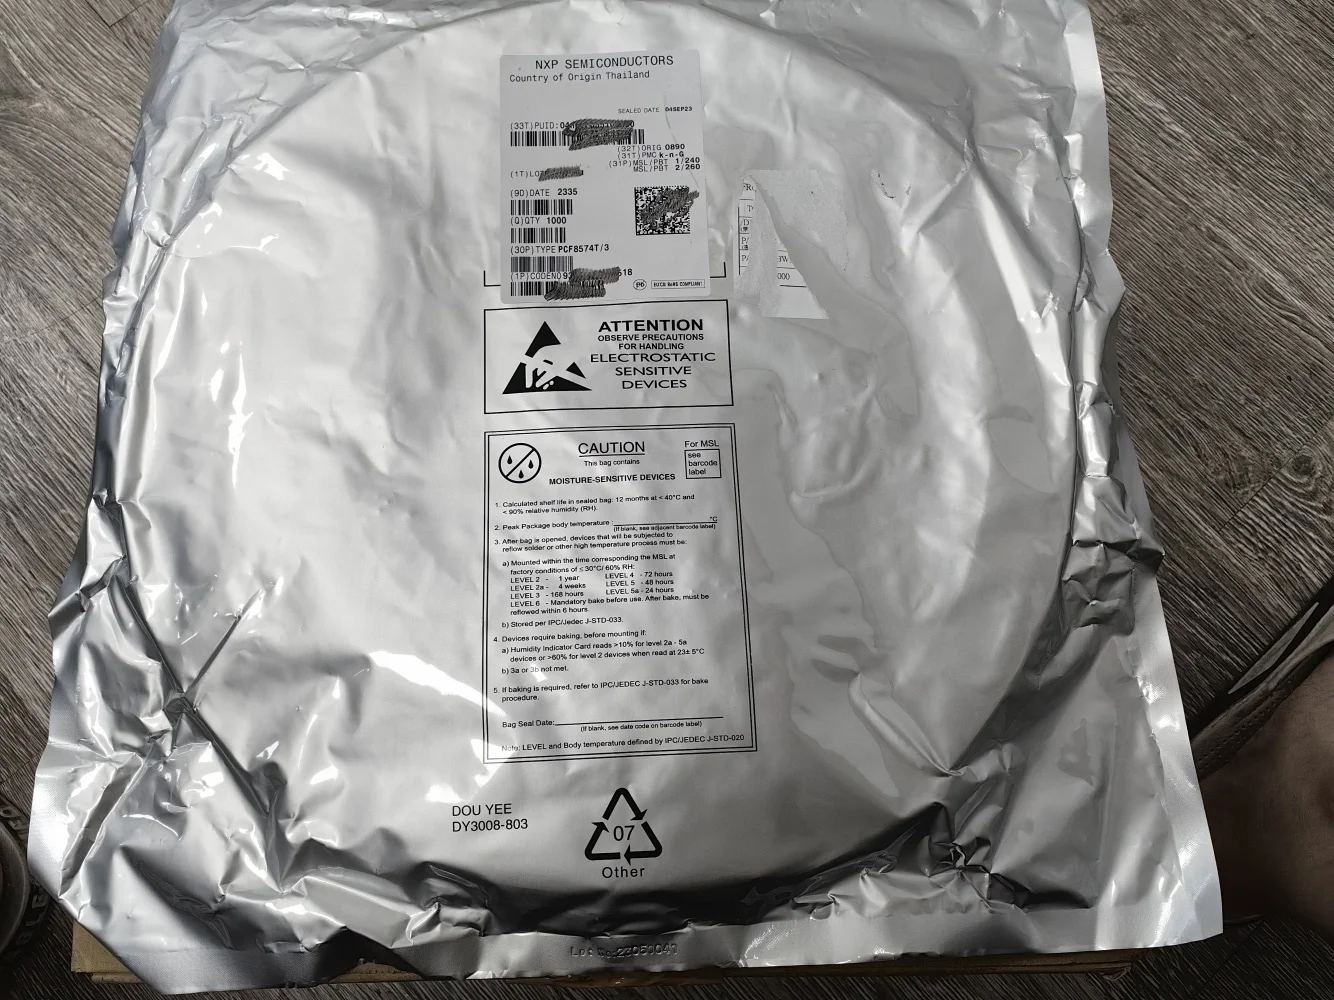 NXP SEMICONDUCTORS
Country of Origin Thailand
SEALED DATE 04SEP23
(33T)PUID:04
(32T)ORIG 0890
(31T)PMC k-n-G
(31P)MSL/PBT 1/240
MSL/PBT 2/260
(1T)LOT
(9D)DATE 2335
(Q)QTY 1000
(30P)TYPE PCF8574T/3
(1P)CODENO 518
EU/CN RoHS COMPLIANT
ATTENTION
OBSERVE PRECAUTIONS
FOR HANDLING
ELECTROSTATIC
SENSITIVE
DEVICES
CAUTION
This bag contains
MOISTURE-SENSITIVE DEVICES
For MSL
see
barcode
label
1. Calculated shelf life in sealed bag: 12 months at < 40°C and
< 90% relative humidity (RH).
2. Peak Package body temperature : °C
(If blank, see adjacent barcode label)
3. After bag is opened, devices that will be subjected to
reflow solder or other high temperature process must be:
a) Mounted within the time corresponding the MSL at
factory conditions of ≤ 30°C/ 60% RH:
LEVEL 2 - 1 year LEVEL 4 - 72 hours
LEVEL 2a - 4 weeks LEVEL 5 - 48 hours
LEVEL 3 - 168 hours LEVEL 5a - 24 hours
LEVEL 6 - Mandatory bake before use. After bake, must be
reflowed within 6 hours
b) Stored per IPC/Jedec J-STD-033.
4. Devices require baking, before mounting if:
a) Humidity Indicator Card reads >10% for level 2a - 5a
devices or >60% for level 2 devices when read at 23± 5°C
b) 3a or 3b not met.
5. If baking is required, refer to IPC/JEDEC J-STD-033 for bake
procedure.
Bag Seal Date:
(If blank, see date code on barcode label)
Note: LEVEL and Body temperature defined by IPC/JEDEC J-STD-020
DOU YEE
DY3008-803
07
Other